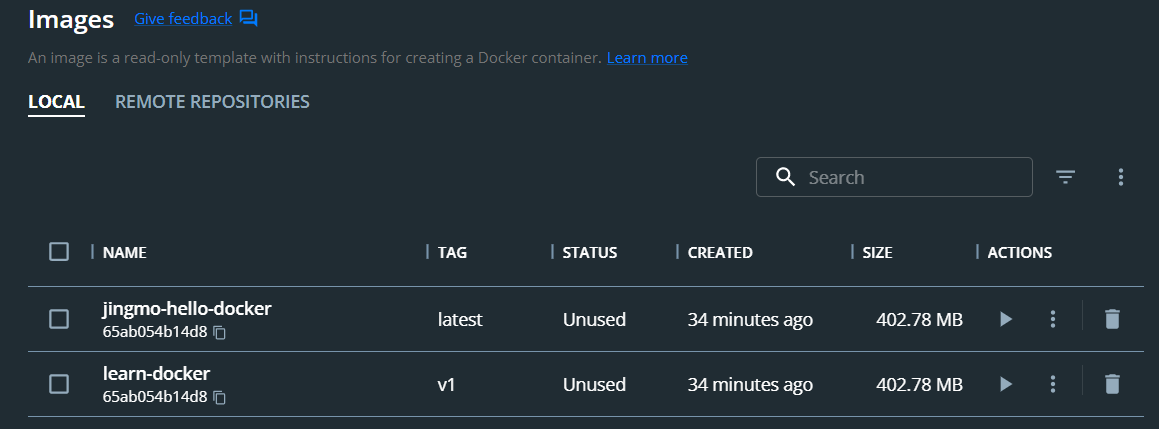 Images Give feedback
An image is a read-only template with instructions for creating a Docker container. Learn more
LOCAL REMOTE REPOSITORIES
Search
NAME TAG STATUS CREATED SIZE ACTIONS
jingmo-hello-docker
65ab054b14d8
latest Unused 34 minutes ago 402.78 MB
learn-docker
65ab054b14d8
v1 Unused 34 minutes ago 402.78 MB